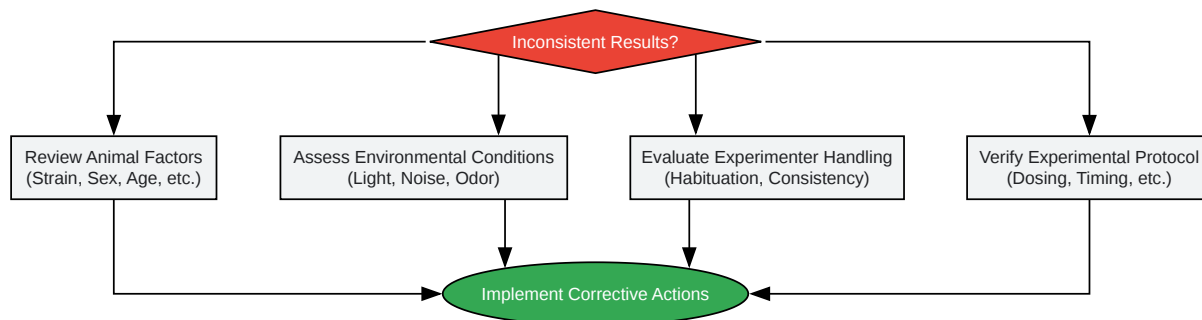 Inconsistent Results?
Review Animal Factors
(Strain, Sex, Age, etc.)
Assess Environmental Conditions
(Light, Noise, Odor)
Evaluate Experimenter Handling
(Habituation, Consistency)
Verify Experimental Protocol
(Dosing, Timing, etc.)
Implement Corrective Actions